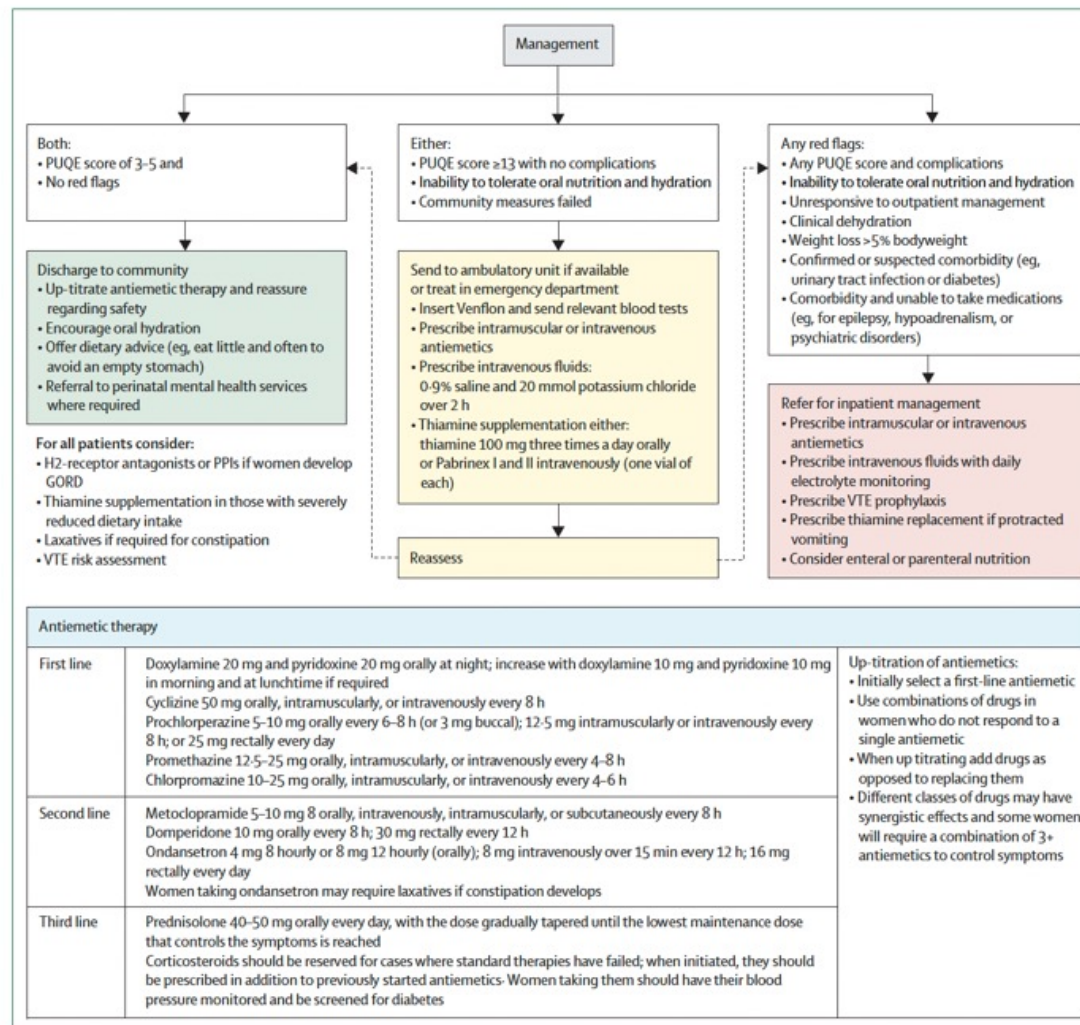 Management
Both:
• PUQE score of 3–5 and
• No red flags
Either:
• PUQE score ≥13 with no complications
• Inability to tolerate oral nutrition and hydration
• Community measures failed
Any red flags:
• Any PUQE score and complications
• Inability to tolerate oral nutrition and hydration
• Unresponsive to outpatient management
• Clinical dehydration
• Weight loss >5% bodyweight
• Confirmed or suspected comorbidity (eg,
urinary tract infection or diabetes)
• Comorbidity and unable to take medications
(eg, for epilepsy, hypoadrenalism, or
psychiatric disorders)
Discharge to community
• Up-titrate antiemetic therapy and reassure
regarding safety
• Encourage oral hydration
• Offer dietary advice (eg, eat little and often to
avoid an empty stomach)
• Referral to perinatal mental health services
where required
Send to ambulatory unit if available
or treat in emergency department
• Insert Venflon and send relevant blood tests
• Prescribe intramuscular or intravenous
antiemetics
• Prescribe intravenous fluids:
0·9% saline and 20 mmol potassium chloride
over 2 h
• Thiamine supplementation either:
thiamine 100 mg three times a day orally
or Pabrinex I and II intravenously (one vial of
each)
Refer for inpatient management
• Prescribe intramuscular or intravenous
antiemetics
• Prescribe intravenous fluids with daily
electrolyte monitoring
• Prescribe VTE prophylaxis
• Prescribe thiamine replacement if protracted
vomiting
• Consider enteral or parenteral nutrition
For all patients consider:
• H2-receptor antagonists or PPIs if women develop
GORD
• Thiamine supplementation in those with severely
reduced dietary intake
• Laxatives if required for constipation
• VTE risk assessment
Reassess
Antiemetic therapy
First line
Doxylamine 20 mg and pyridoxine 20 mg orally at night; increase with doxylamine 10 mg and pyridoxine 10 mg
in morning and at lunchtime if required
Cyclizine 50 mg orally, intramuscularly, or intravenously every 8 h
Prochlorperazine 5–10 mg orally every 6–8 h (or 3 mg buccal); 12·5 mg intramuscularly or intravenously every
8 h; or 25 mg rectally every day
Promethazine 12·5–25 mg orally, intramuscularly, or intravenously every 4–8 h
Chlorpromazine 10–25 mg orally, intramuscularly, or intravenously every 4–6 h
Second line
Metoclopramide 5–10 mg 8 orally, intravenously, intramuscularly, or subcutaneously every 8 h
Domperidone 10 mg orally every 8 h; 30 mg rectally every 12 h
Ondansetron 4 mg 8 hourly or 8 mg 12 hourly (orally); 8 mg intravenously over 15 min every 12 h; 16 mg
rectally every day
Women taking ondansetron may require laxatives if constipation develops
Third line
Prednisolone 40–50 mg orally every day, with the dose gradually tapered until the lowest maintenance dose
that controls the symptoms is reached
Corticosteroids should be reserved for cases where standard therapies have failed; when initiated, they should
be prescribed in addition to previously started antiemetics· Women taking them should have their blood
pressure monitored and be screened for diabetes
Up-titration of antiemetics:
• Initially select a first-line antiemetic
• Use combinations of drugs in
women who do not respond to a
single antiemetic
• When up titrating add drugs as
opposed to replacing them
• Different classes of drugs may have
synergistic effects and some women
will require a combination of 3+
antiemetics to control symptoms